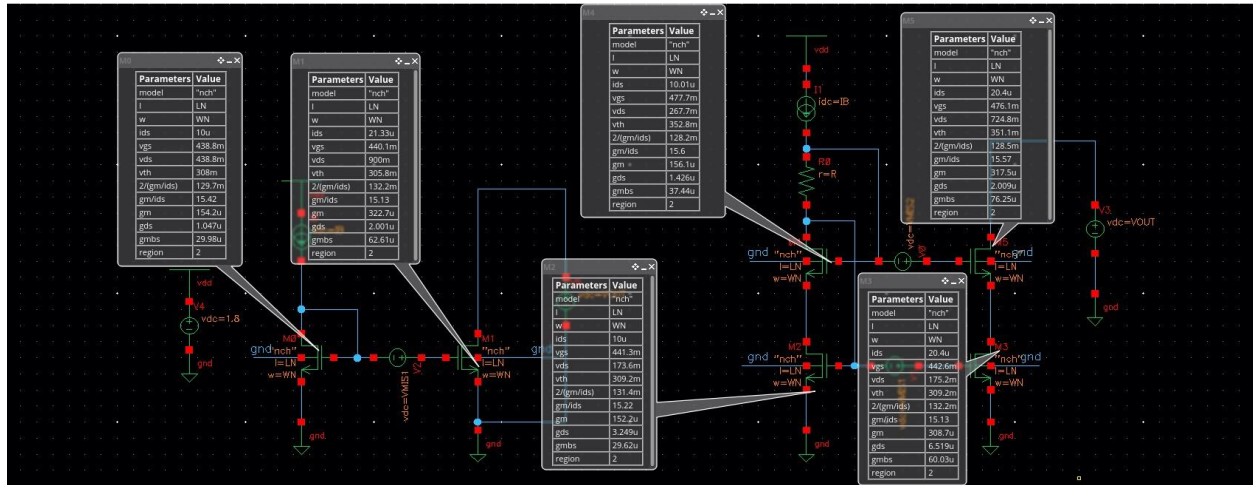 M0
Parameters Value
model "nch"
l LN
w WN
ids 10u
vgs 438.8m
vds 438.8m
vth 308m
2/(gm/ids) 129.7m
gm/ids 15.42
gm 154.2u
gds 1.047u
gmbs 29.98u
region 2
M1
Parameters Value
model "nch"
l LN
w WN
ids 21.33u
vgs 440.1m
vds 900m
vth 305.8m
2/(gm/ids) 132.2m
gm/ids 15.13
gm 322.7u
gds 2.001u
gmbs 62.61u
region 2
M4
Parameters Value
model "nch"
l LN
w WN
ids 10.01u
vgs 477.7m
vds 267.7m
vth 352.8m
2/(gm/ids) 128.2m
gm/ids 15.6
gm 156.1u
gds 1.426u
gmbs 37.44u
region 2
M5
Parameters Value
model "nch"
l LN
w WN
ids 20.4u
vgs 476.1m
vds 724.8m
vth 351.1m
2/(gm/ids) 128.5m
gm/ids 15.57
gm 317.5u
gds 2.009u
gmbs 76.25u
region 2
M2
Parameters Value
model "nch"
l LN
w WN
ids 10u
vgs 441.3m
vds 173.6m
vth 309.2m
2/(gm/ids) 131.4m
gm/ids 15.22
gm 152.2u
gds 3.249u
gmbs 29.62u
region 2
M3
Parameters Value
model "nch"
l LN
w WN
ids 20.4u
vgs 442.6m
vds 175.2m
vth 309.2m
2/(gm/ids) 132.2m
gm/ids 15.13
gm 308.7u
gds 6.519u
gmbs 60.03u
region 2
vdd
I1
idc=IB
R0
r=R
V3
vdc=VOUT
gnd
gnd
"nch"
l=LN
w=WN
V0
"nch"
gnd
l=LN
w=WN
vdd
V4
vdc=1.8
gnd
gnd
M0
"nch"
l=LN
w=WN
V2
vdc=VMIS1
M1
"nch"
gnd
l=LN
w=WN
gnd
gnd
gnd
M2
"nch"
l=LN
w=WN
M3
"nch"
gnd
l=LN
w=WN
gnd
gnd